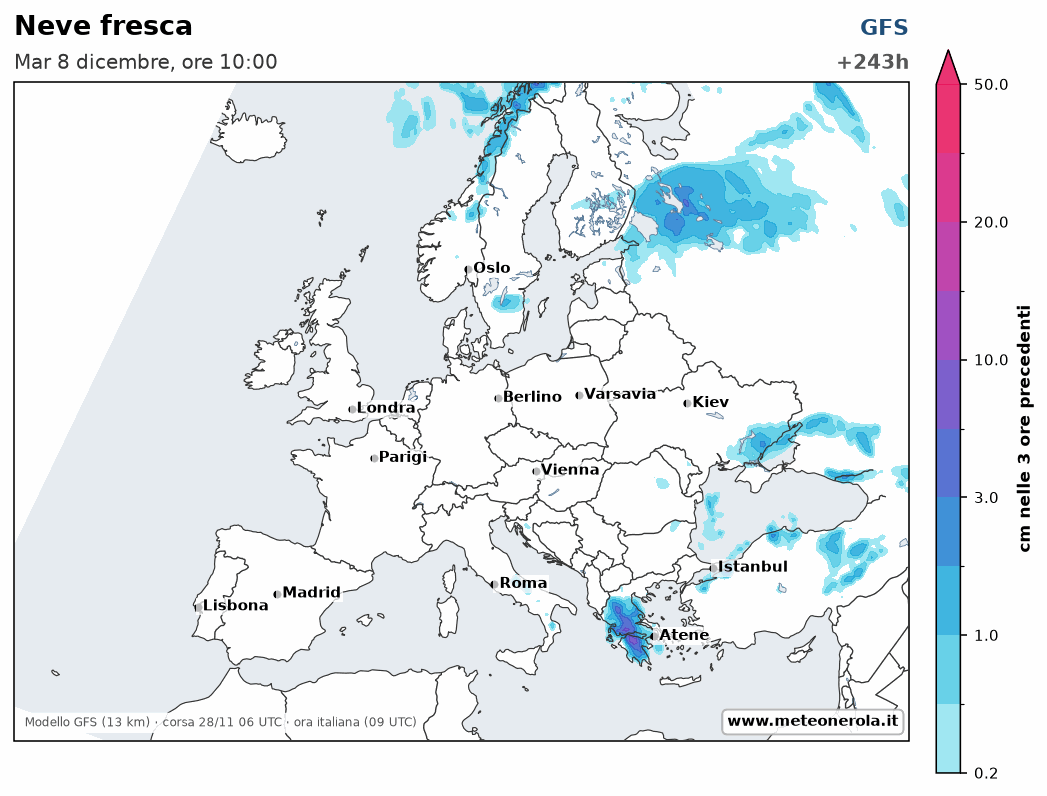 Neve fresca
GFS
Mar 8 dicembre, ore 10:00
+243h
50.0
20.0
10.0
3.0
1.0
0.2
cm nelle 3 ore precedenti
Oslo
Berlino
Varsavia
Kiev
Londra
Parigi
Vienna
Istanbul
Roma
Madrid
Lisbona
Atene
Modello GFS (13 km) · corsa 28/11 06 UTC · ora italiana (09 UTC)
www.meteonerola.it